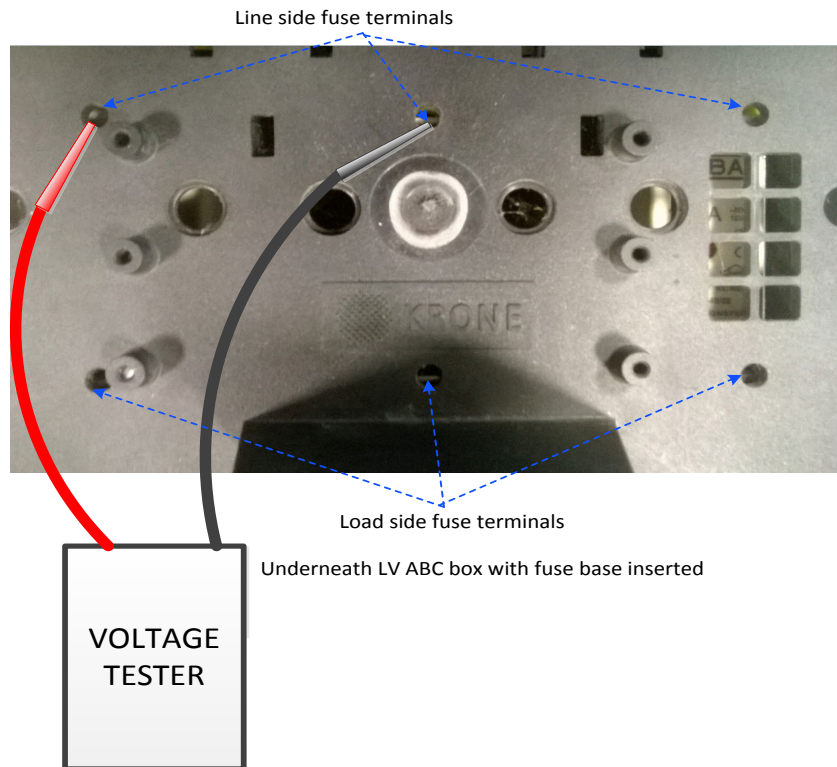 Line side fuse terminals
BA
A
KRONE
Load side fuse terminals
Underneath LV ABC box with fuse base inserted
VOLTAGE
TESTER